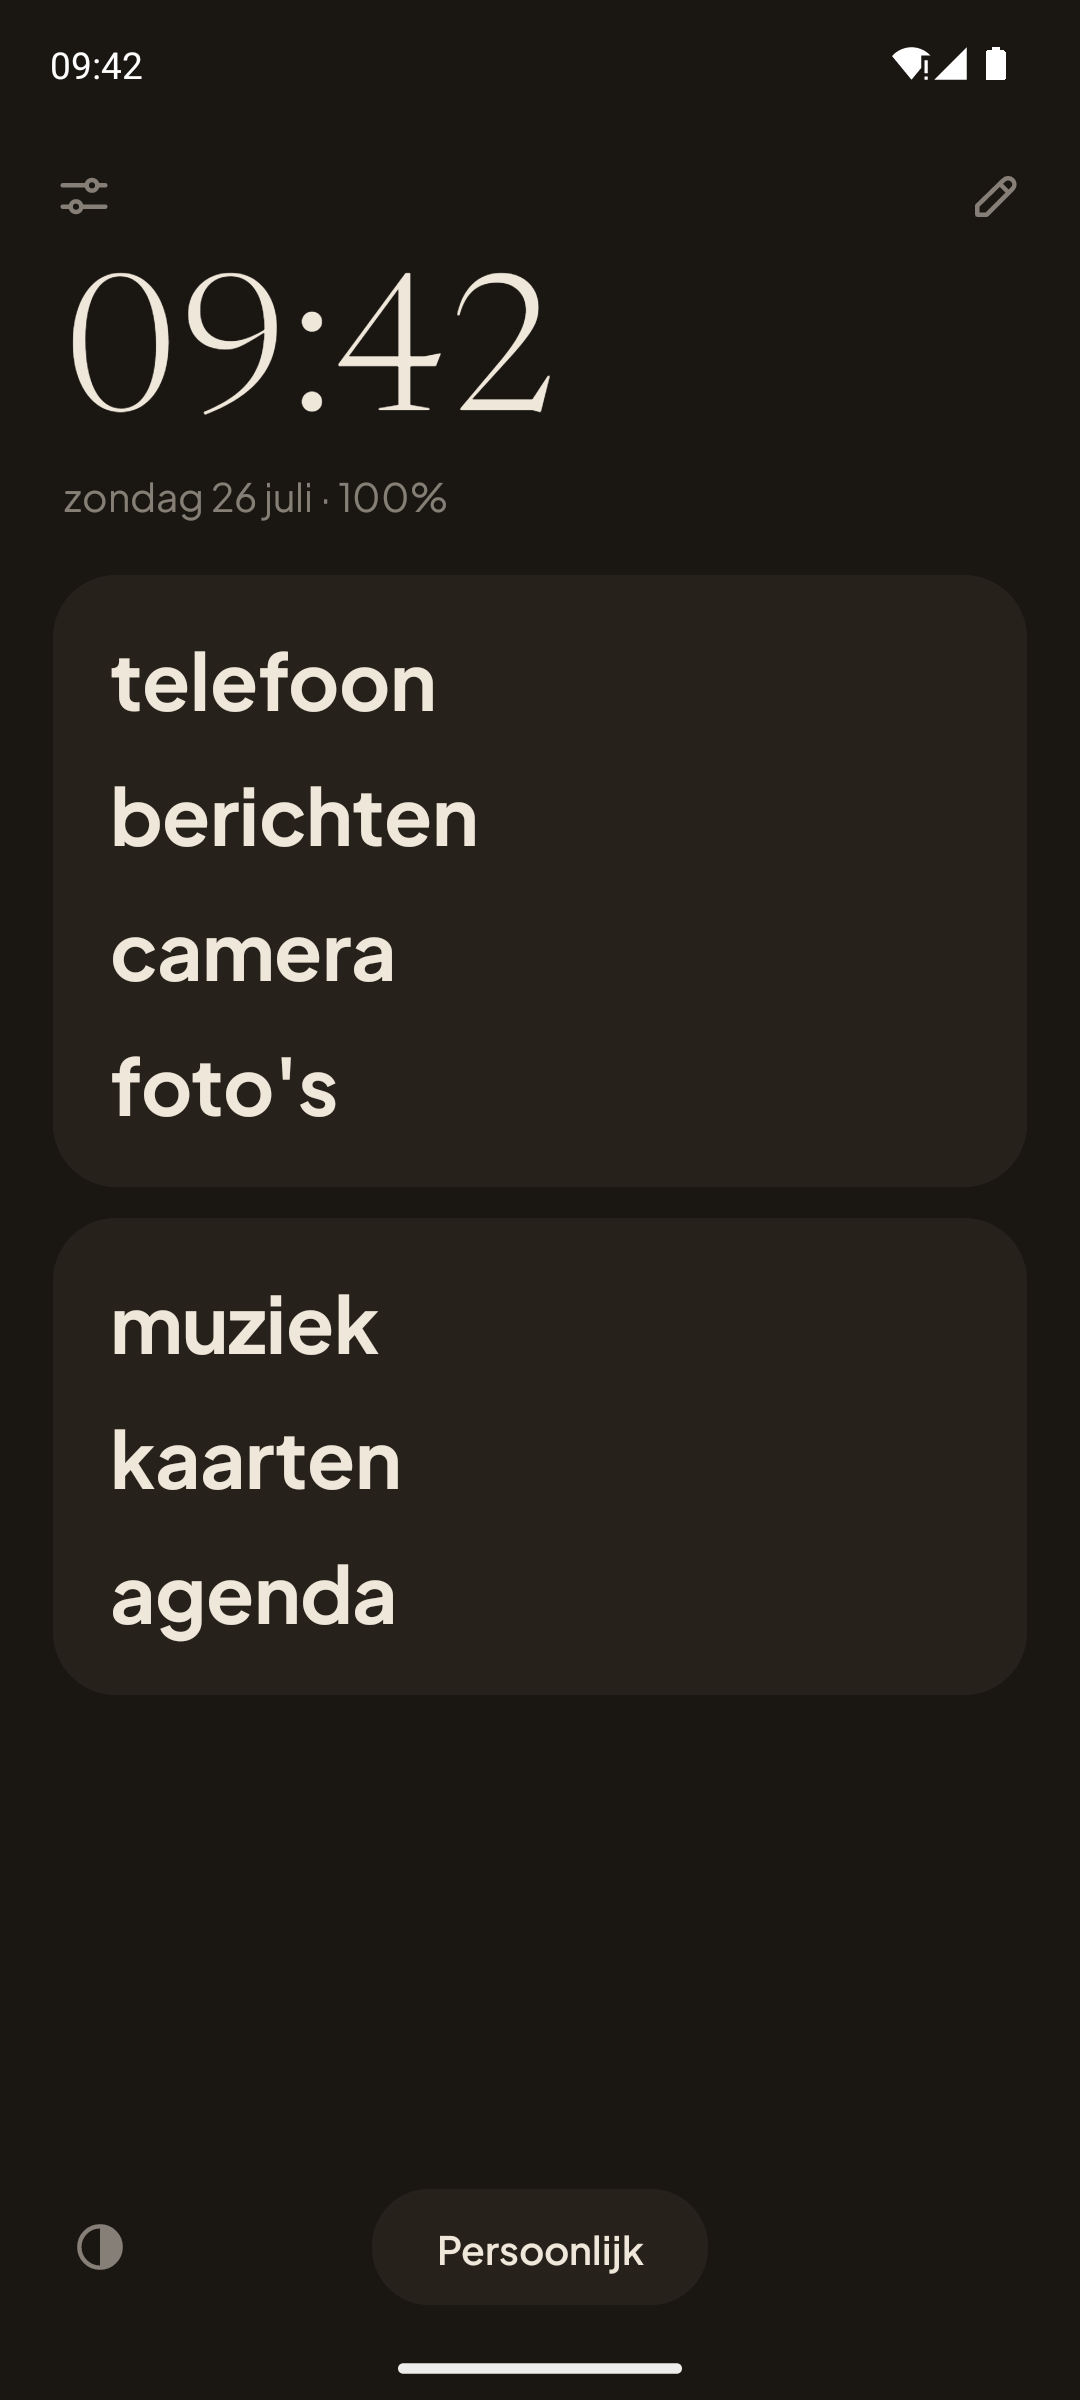 09:42
09:42
zondag 26 juli · 100%
telefoon
berichten
camera
foto's
muziek
kaarten
agenda
Persoonlijk